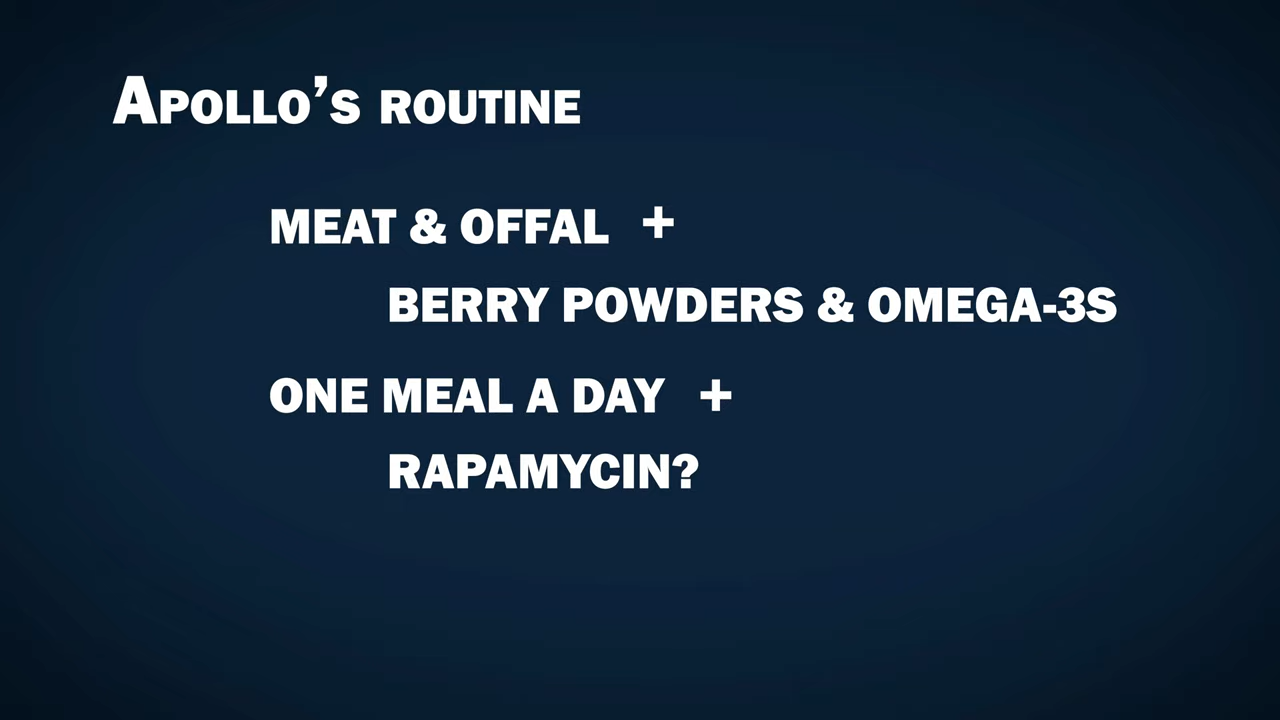 Apollo’s routine
MEAT & OFFAL +
BERRY POWDERS & OMEGA-3S
ONE MEAL A DAY +
RAPAMYCIN?